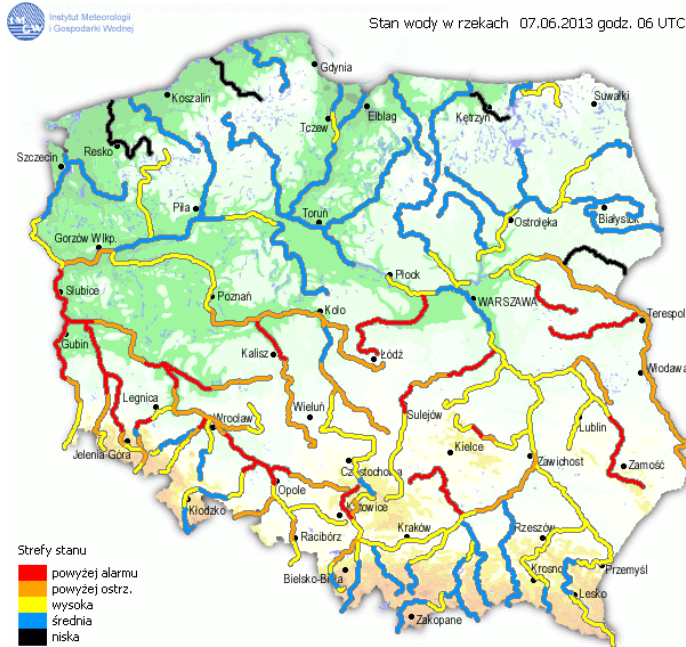 Instytut Meteorologii
i Gospodarki Wodnej
Stan wody w rzekach 07.06.2013 godz. 06 UTC
Gdynia
Koszalin
Suwałki
Tczew
Elbląg
Kętrzyn
Resko
Szczecin
Piła
Toruń
Ostrołęka
Białystok
Gorzów Wlkp.
Płock
Słubice
Poznań
WARSZAWA
Koło
Terespol
Gubin
Kalisz
Łódź
Włodawa
Legnica
Wieluń
Sulejów
Wrocław
Lublin
Jelenia Góra
Kielce
Częstochowa
Zawichost
Zamość
Opole
Kłodzko
Katowice
Kraków
Rzeszów
Racibórz
Bielsko-Biała
Krosno
Przemyśl
Lesko
Zakopane
Strefy stanu
powyżej alarmu
powyżej ostrz.
wysoka
średnia
niska